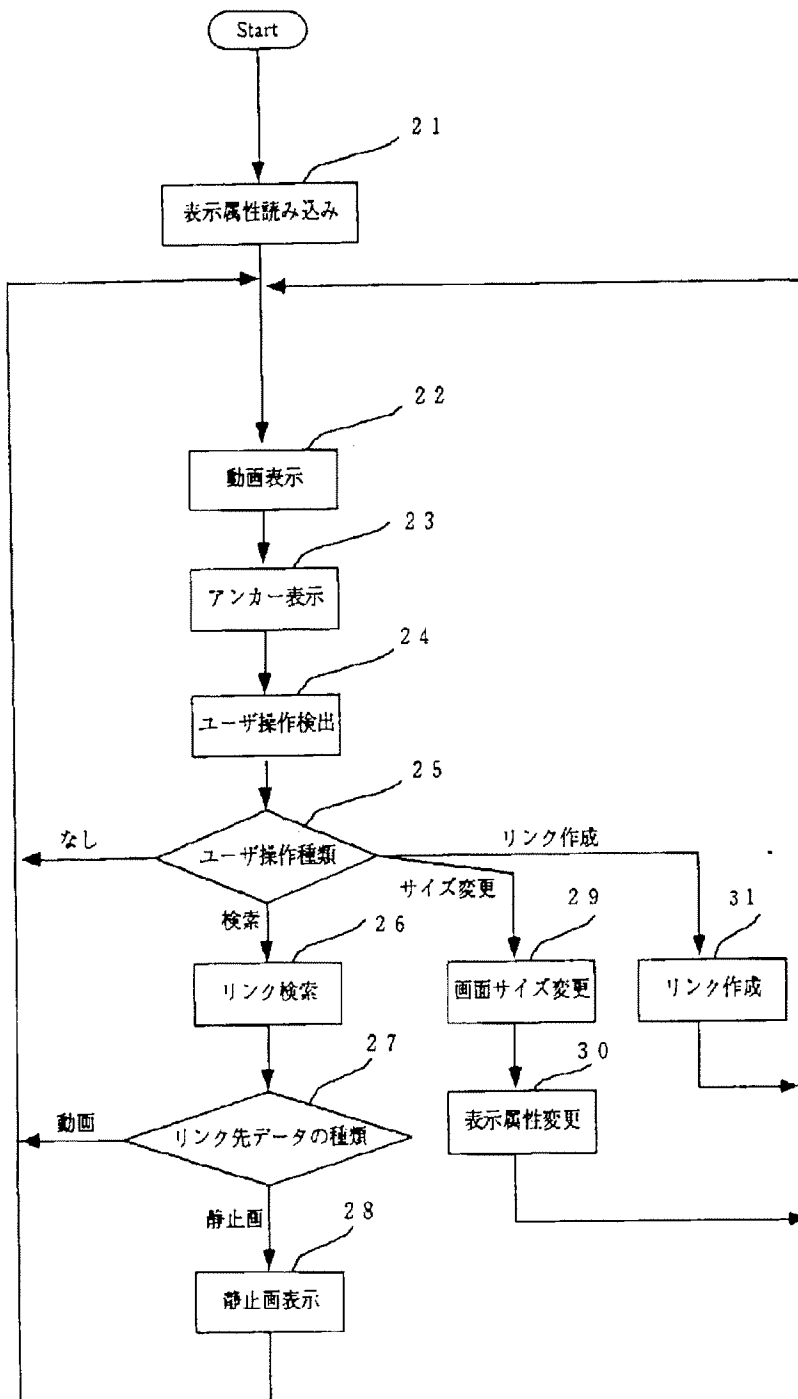 Start
21
表示属性読み込み
22
動画表示
23
アンカー表示
24
ユーザ操作検出
25
ユーザ操作種類
なし
リンク作成
サイズ変更
検索
26
リンク検索
29
画面サイズ変更
31
リンク作成
27
リンク先データの種類
動画
30
表示属性変更
静止画
28
静止画表示